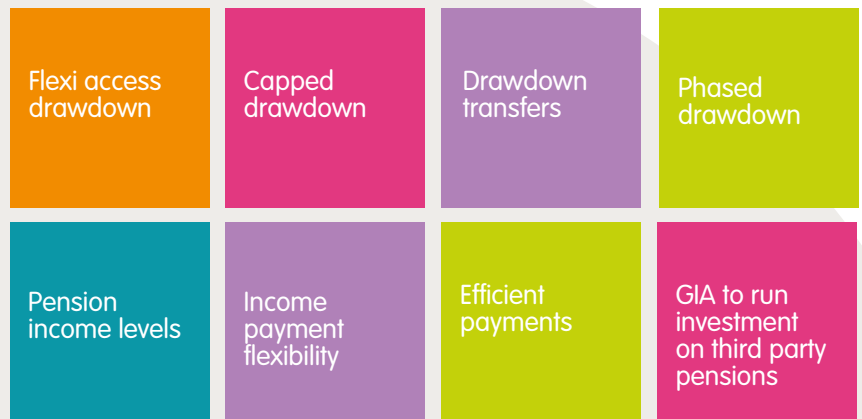 Flexi access
drawdown
Capped
drawdown
Drawdown
transfers
Phased
drawdown
Pension
income levels
Income
payment
flexibility
Efficient
payments
GIA to run
investment
on third party
pensions